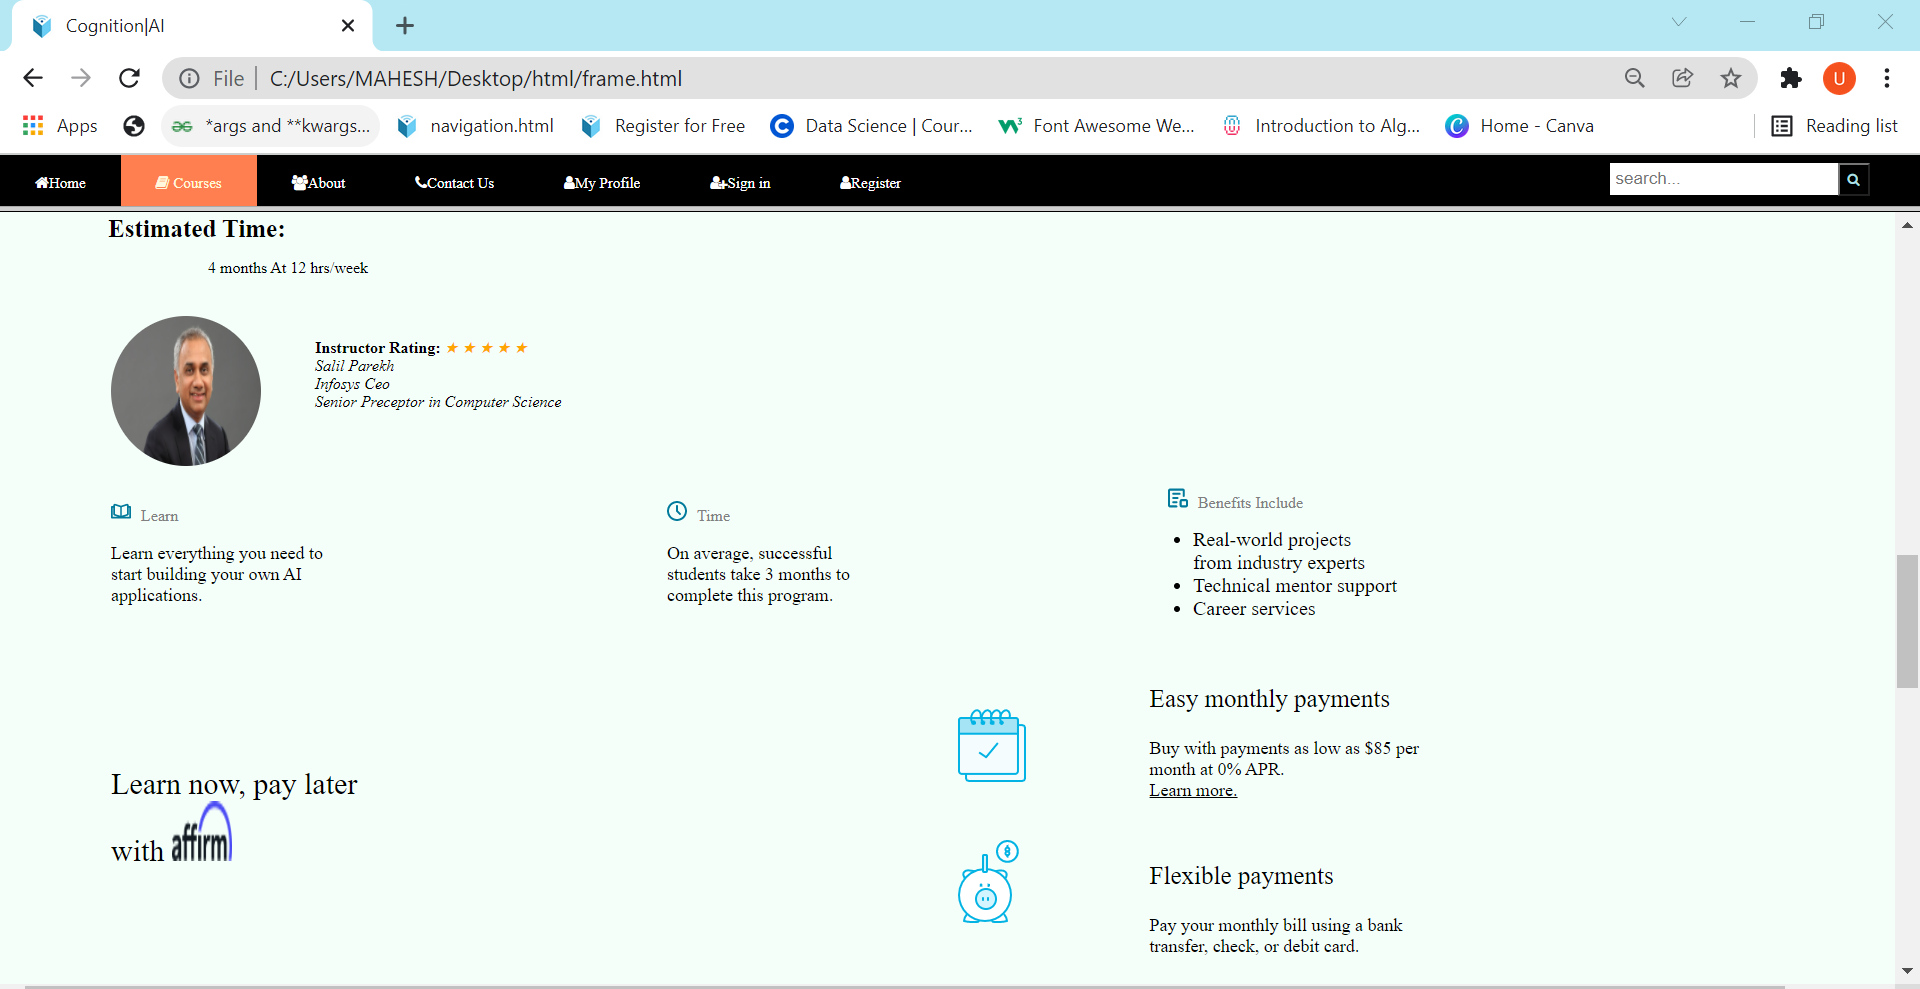 Cognition|AI
File
C:/Users/MAHESH/Desktop/html/frame.html
U
Apps
*args and **kwargs...
navigation.html
Register for Free
Data Science | Cour...
Font Awesome We...
Introduction to Alg...
Home - Canva
Reading list
Home
Courses
About
Contact Us
My Profile
Sign in
Register
search...
Estimated Time:
4 months At 12 hrs/week
Instructor Rating: ★ ★ ★ ★ ★
Salil Parekh
Infosys Ceo
Senior Preceptor in Computer Science
Learn
Learn everything you need to
start building your own AI
applications.
Time
On average, successful
students take 3 months to
complete this program.
Benefits Include
• Real-world projects
from industry experts
• Technical mentor support
• Career services
Learn now, pay later
with affirm
Easy monthly payments
Buy with payments as low as $85 per
month at 0% APR.
Learn more.
Flexible payments
Pay your monthly bill using a bank
transfer, check, or debit card.